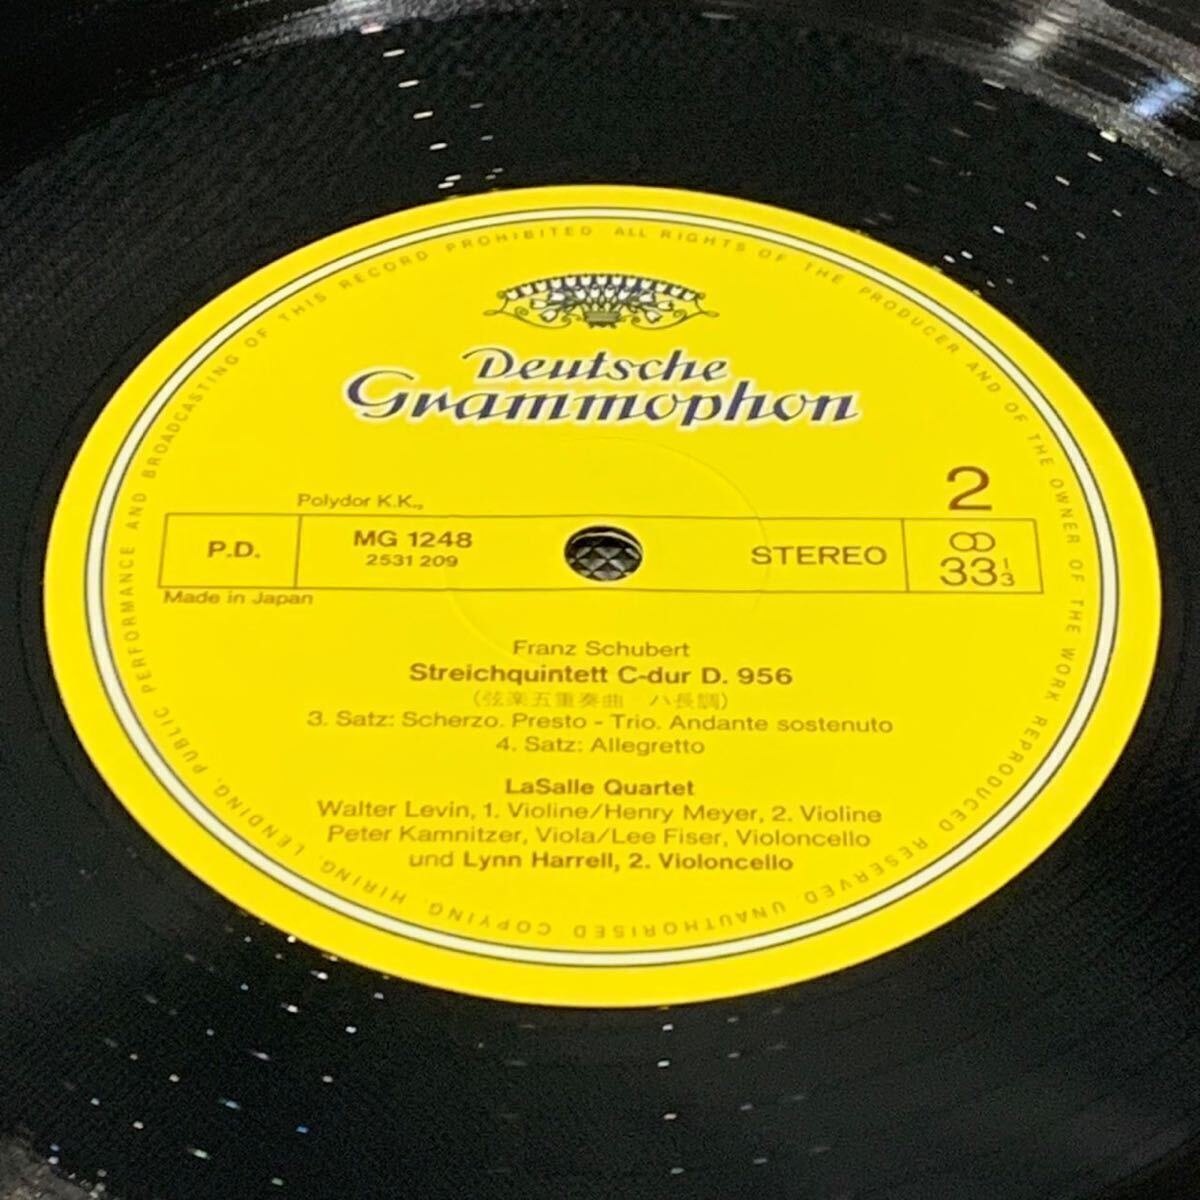 PUBLIC PERFORMANCE AND BROADCASTING OF THIS RECORD PROHIBITED ALL RIGHTS OF THE PRODUCER AND OF THE OWNER OF THE WORK REPRODUCED RESERVED. UNAUTHORISED COPYING, HIRING, LENDING,
Deutsche
Grammophon
2
Polydor K.K.,
P.D.
MG 1248
2531 209
STEREO
33 1/3
Made in Japan
Franz Schubert
Streichquintett C-dur D. 956
(弦楽五重奏曲 ハ長調)
3. Satz: Scherzo. Presto - Trio. Andante sostenuto
4. Satz: Allegretto
LaSalle Quartet
Walter Levin, 1. Violine/Henry Meyer, 2. Violine
Peter Kamnitzer, Viola/Lee Fiser, Violoncello
und Lynn Harrell, 2. Violoncello